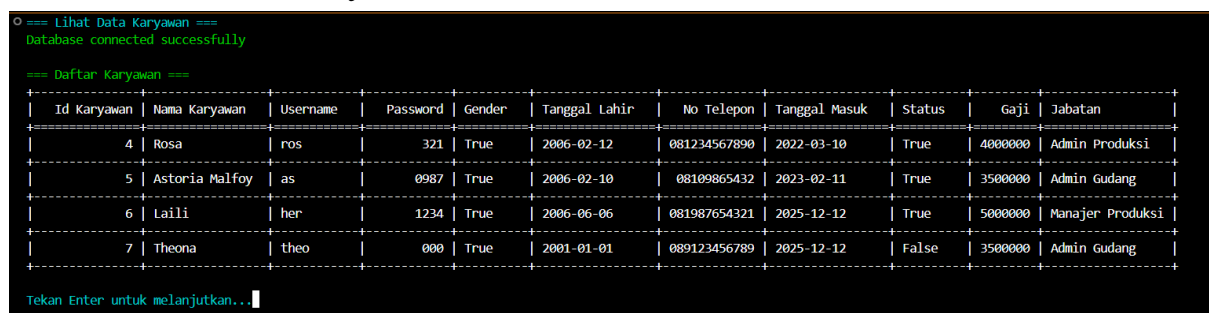 === Lihat Data Karyawan ===
Database connected successfully
=== Daftar Karyawan ===
| Id Karyawan | Nama Karyawan | Username | Password | Gender | Tanggal Lahir | No Telepon | Tanggal Masuk | Status | Gaji | Jabatan |
| 4 | Rosa | ros | 321 | True | 2006-02-12 | 081234567890 | 2022-03-10 | True | 4000000 | Admin Produksi |
| 5 | Astoria Malfoy | as | 0987 | True | 2006-02-10 | 08109865432 | 2023-02-11 | True | 3500000 | Admin Gudang |
| 6 | Laili | her | 1234 | True | 2006-06-06 | 081987654321 | 2025-12-12 | True | 5000000 | Manajer Produksi |
| 7 | Theona | theo | 000 | True | 2001-01-01 | 089123456789 | 2025-12-12 | False | 3500000 | Admin Gudang |
Tekan Enter untuk melanjutkan...